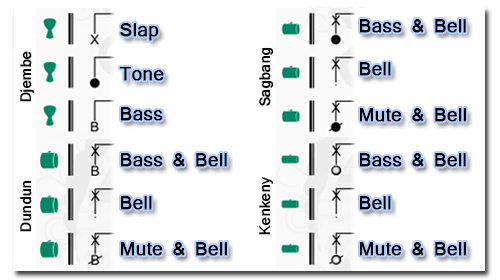 Djembe
Slap
Tone
Bass
B
Dundun
Bass & Bell
B
Bell
Mute & Bell
B
Sagbang
Bass & Bell
Bell
Mute & Bell
Kenkeny
Bass & Bell
Bell
Mute & Bell